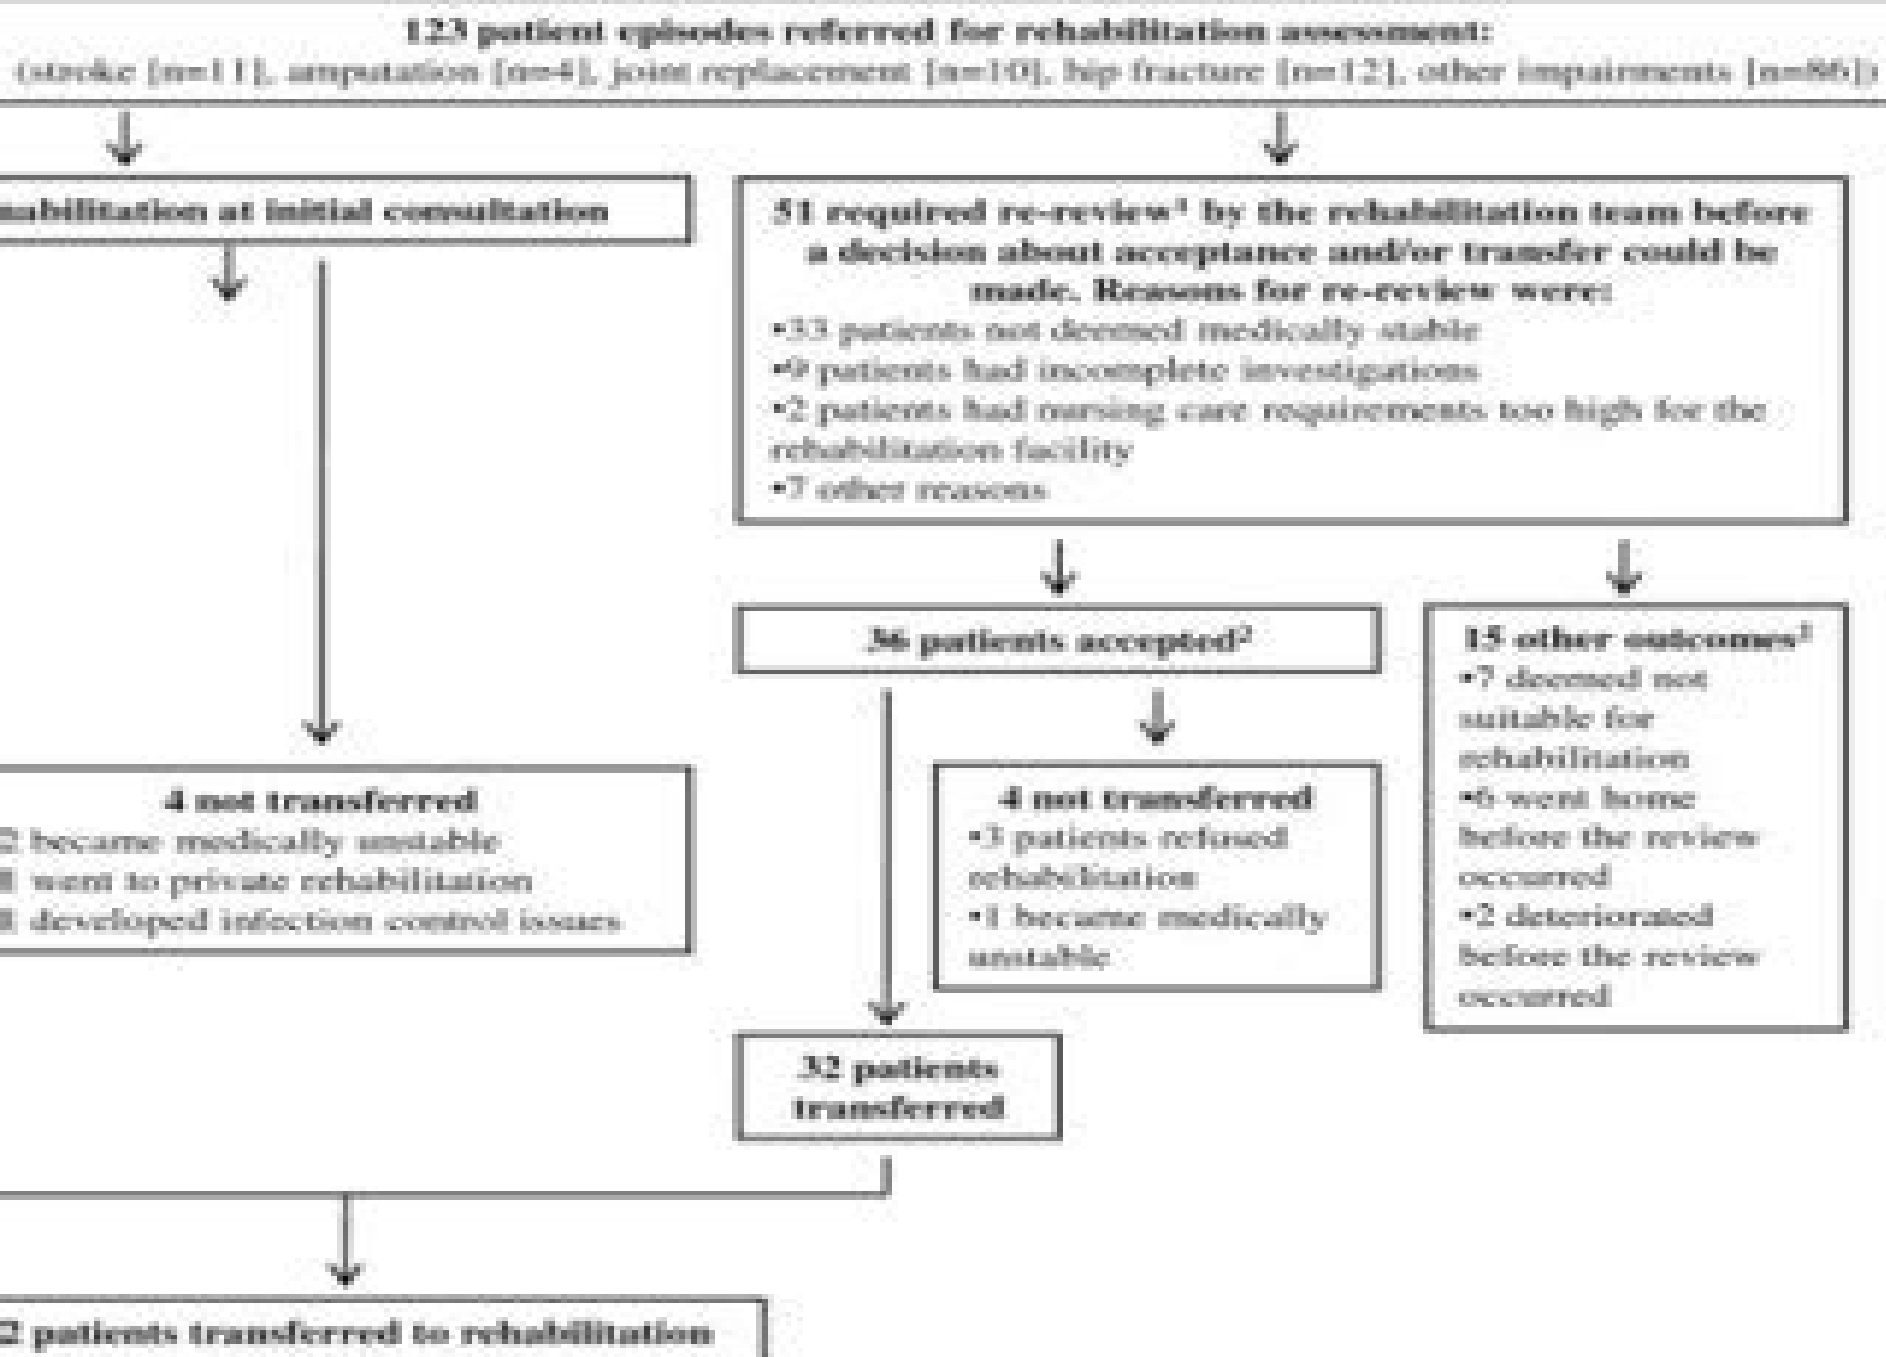 123 patient episodes referred for rehabilitation assessment:
(stroke [n=11], amputation [n=4], joint replacement [n=10], hip fracture [n=12], other impairments [n=86])
nabilitation at initial consultation
51 required re-review¹ by the rehabilitation team before
a decision about acceptance and/or transfer could be
made. Reasons for re-review were:
•33 patients not deemed medically stable
•9 patients had incomplete investigations
•2 patients had nursing care requirements too high for the
rehabilitation facility
•7 other reasons
36 patients accepted²
15 other outcomes
•7 deemed not
suitable for
rehabilitation
•6 went home
before the review
occurred
•2 deteriorated
before the review
occurred
4 not transferred
2 became medically unstable
1 went to private rehabilitation
1 developed infection control issues
4 not transferred
•3 patients refused
rehabilitation
•1 became medically
unstable
32 patients
transferred
2 patients transferred to rehabilitation